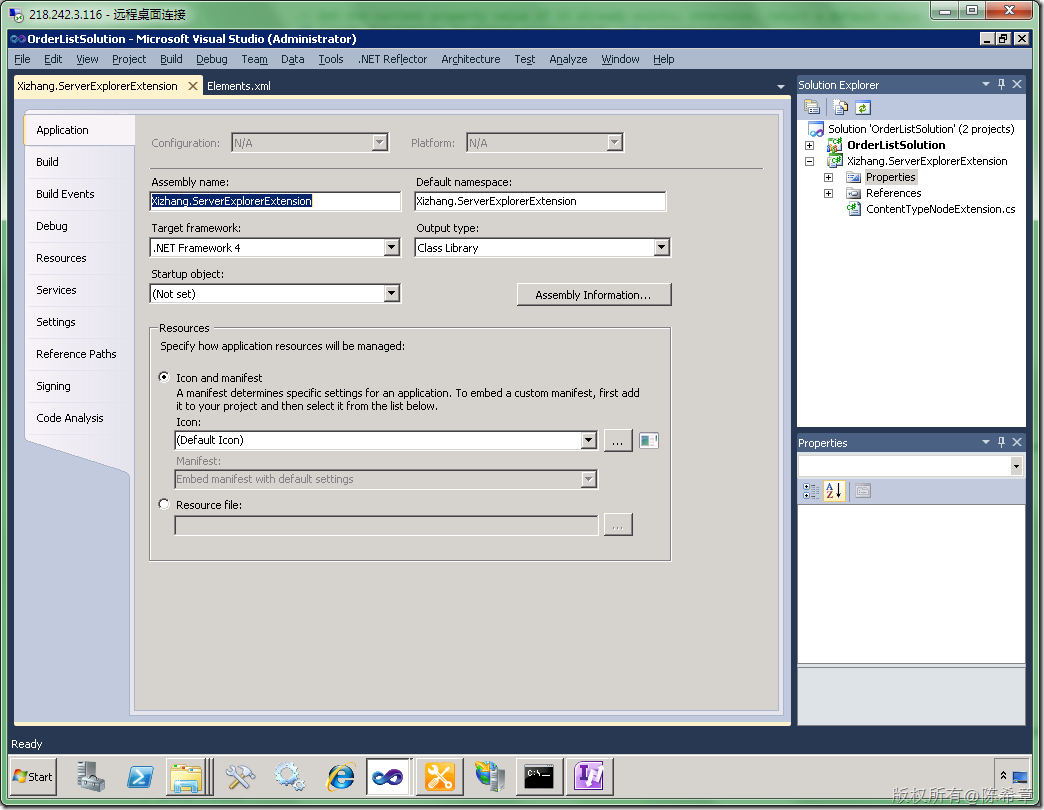 218.242.3.116 - 远程桌面连接
OrderListSolution - Microsoft Visual Studio (Administrator)
File Edit View Project Build Debug Team Data Tools .NET Reflector Architecture Test Analyze Window Help
Xizhang.ServerExplorerExtension Elements.xml
Application
Build
Build Events
Debug
Resources
Services
Settings
Reference Paths
Signing
Code Analysis
Configuration: N/A Platform: N/A
Assembly name: Default namespace:
Xizhang.ServerExplorerExtension Xizhang.ServerExplorerExtension
Target framework: Output type:
.NET Framework 4 Class Library
Startup object:
(Not set) Assembly Information...
Resources
Specify how application resources will be managed:
Icon and manifest
A manifest determines specific settings for an application. To embed a custom manifest, first add
it to your project and then select it from the list below.
Icon:
(Default Icon) ...
Manifest:
Embed manifest with default settings
Resource file:
...
Solution Explorer
Solution 'OrderListSolution' (2 projects)
OrderListSolution
Xizhang.ServerExplorerExtension
Properties
References
ContentTypeNodeExtension.cs
Properties
Ready
Start
版权所有@陈希章